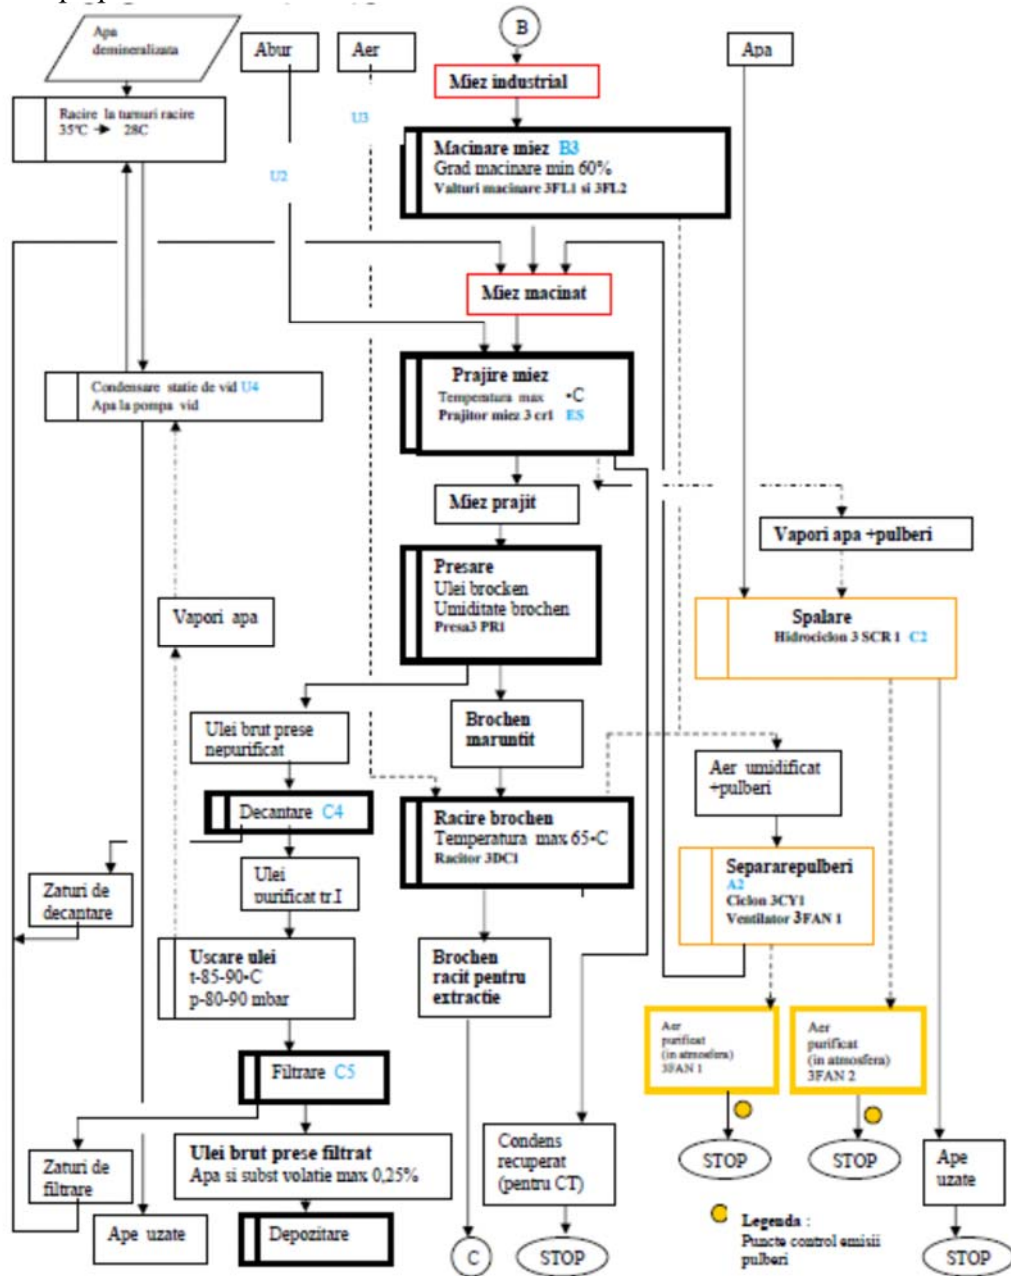 Apa
demineralizata
Abur
Aer
B
Apa
Miez industrial
Racire la turnuri racire
35°C → 28C
U3
U2
Macinare miez B3
Grad macinare min 60%
Valturi macinare 3FL1 si 3FL2
Miez macinat
Condensare statie de vid U4
Apa la pompa vid
Prajire miez
Temperatura max •C
Prajitor miez 3 cr1 ES
Miez prajit
Vapori apa +pulberi
Presare
Ulei brocken
Umiditate brochen
Presa3 PR1
Vapori apa
Spalare
Hidrociclon 3 SCR 1 C2
Ulei brut prese
nepurificat
Brochen
maruntit
Aer umidificat
+pulberi
Decantare C4
Racire brochen
Temperatura max 65•C
Racitor 3DC1
Zaturi de
decantare
Ulei
purificat tr.I
Separarepulberi
A2
Ciclon 3CY1
Ventilator 3FAN 1
Uscare ulei
t-85-90•C
p-80-90 mbar
Brochen
racit pentru
extractie
Aer
purificat
(in atmosfera)
3FAN 1
Aer
purificat
(in atmosfera)
3FAN 2
Filtrare C5
Zaturi de
filtrare
Ulei brut prese filtrat
Apa si subst volatie max 0,25%
Condens
recuperat
(pentru CT)
STOP
STOP
Ape
uzate
Ape uzate
Depozitare
C
STOP
Legenda :
Puncte control emisii
pulberi
STOP